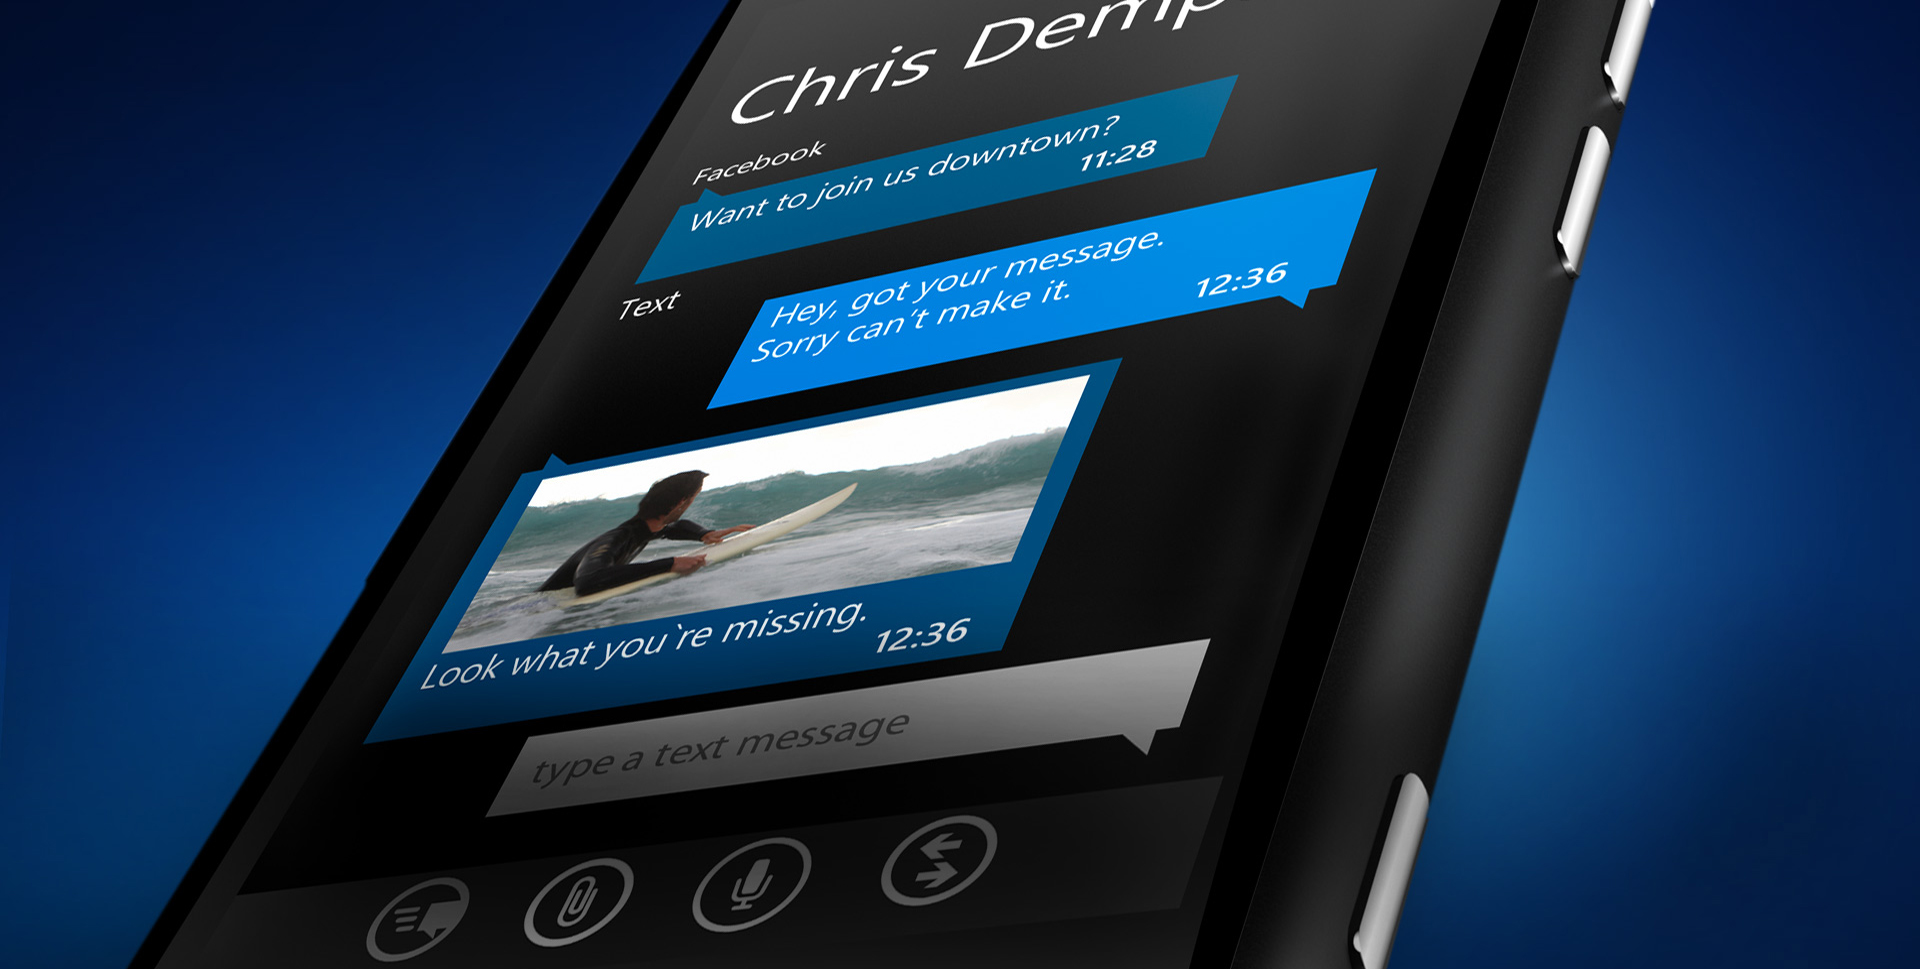 Chris
Facebook
Want to join us downtown?
11:28
Text
Hey, got your message.
Sorry can't make it.
12:36
Look what you`re missing.
12:36
type a text message